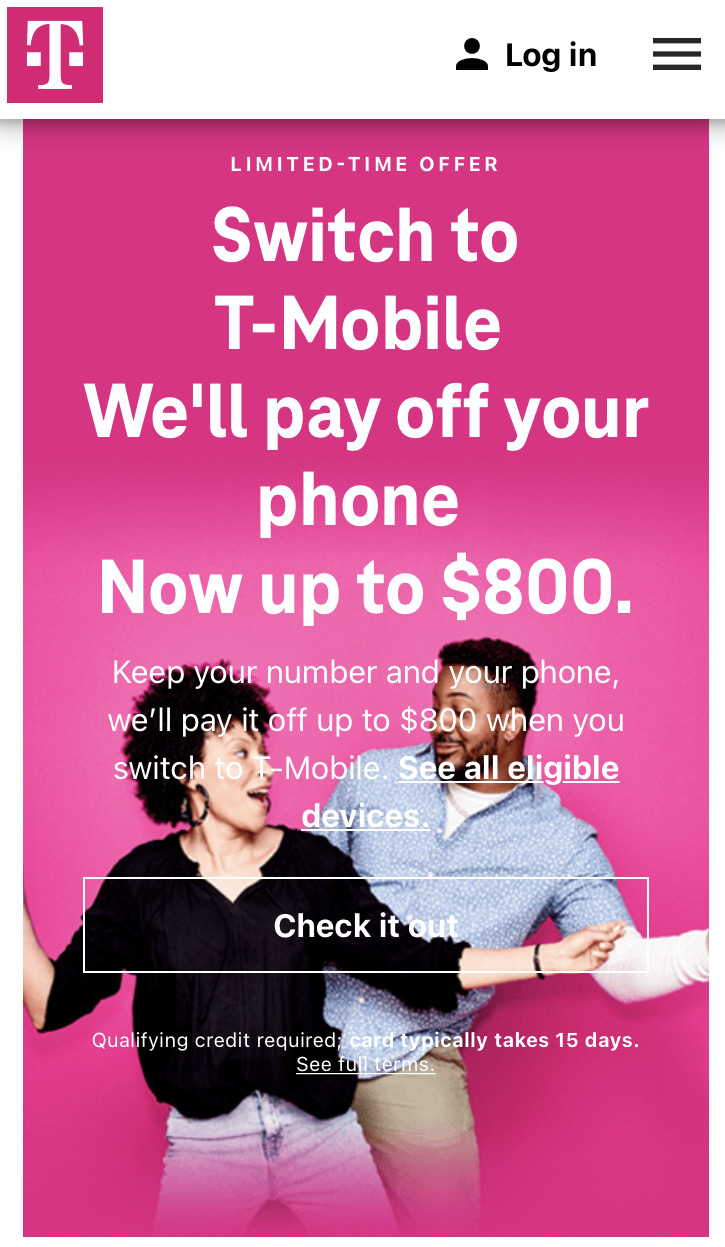 T
Log in
LIMITED-TIME OFFER
Switch to
T-Mobile
We'll pay off your
phone
Now up to $800.
Keep your number and your phone,
we’ll pay it off up to $800 when you
switch to T-Mobile. See all eligible
devices.
Check it out
Qualifying credit required; card typically takes 15 days.
See full terms.